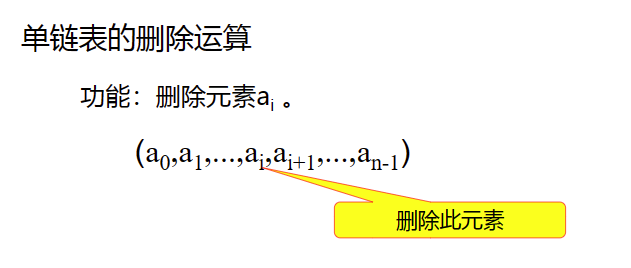 单链表的删除运算
功能：删除元素aᵢ 。
(a₀,a₁,...,aᵢ,aᵢ₊₁,...,aₙ₋₁)
删除此元素